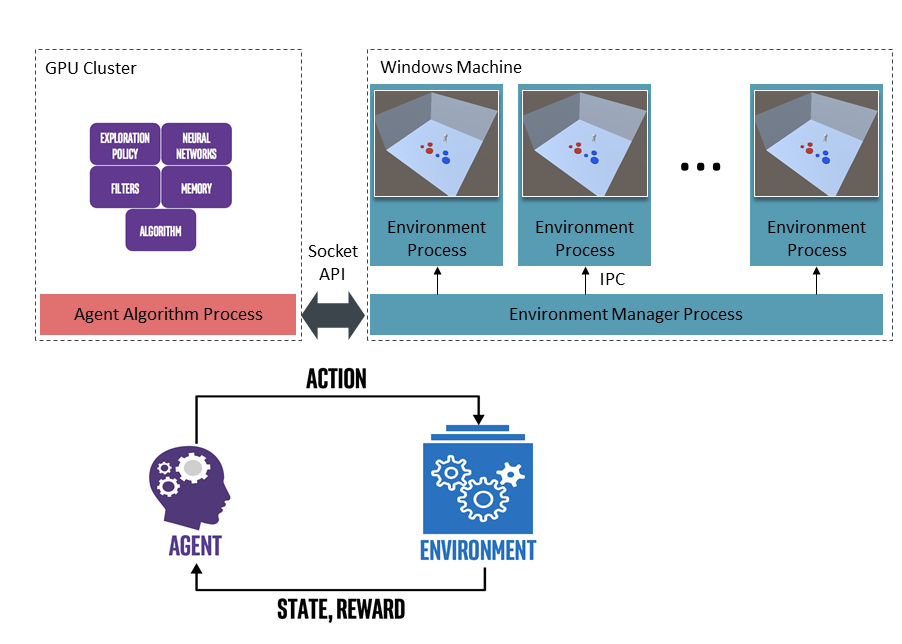 GPU Cluster
EXPLORATION
POLICY
NEURAL
NETWORKS
FILTERS
MEMORY
ALGORITHM
Agent Algorithm Process
Socket
API
Windows Machine
Environment
Process
Environment
Process
Environment
Process
IPC
Environment Manager Process
ACTION
AGENT
ENVIRONMENT
STATE, REWARD